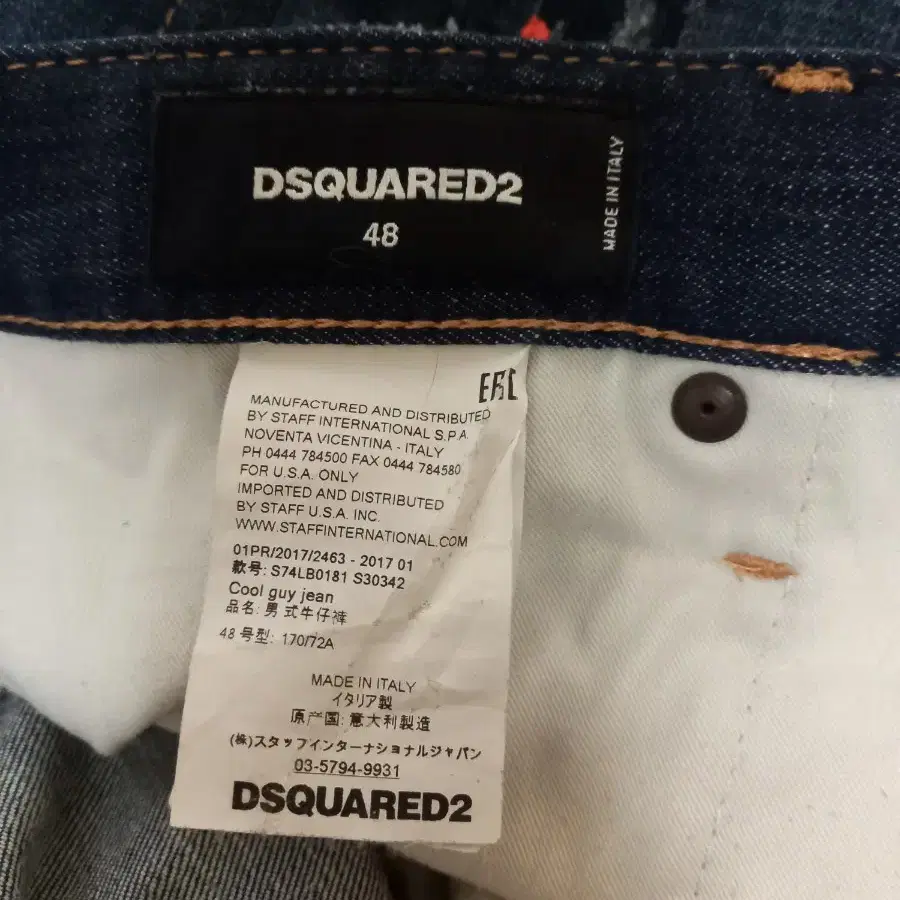 DSQUARED2
48
MADE IN ITALY
EAC
MANUFACTURED AND DISTRIBUTED
BY STAFF INTERNATIONAL S.P.A.
NOVENTA VICENTINA - ITALY
PH 0444 784500 FAX 0444 784580
FOR U.S.A. ONLY
IMPORTED AND DISTRIBUTED
BY STAFF U.S.A. INC.
WWW.STAFFINTERNATIONAL.COM
01PR/2017/2463 - 2017 01
款号: S74LB0181 S30342
Cool guy jean
品名: 男式牛仔裤
48 号型: 170/72A
MADE IN ITALY
イタリア製
原产国: 意大利製造
(株)スタッフインターナショナルジャパン
03-5794-9931
DSQUARED2